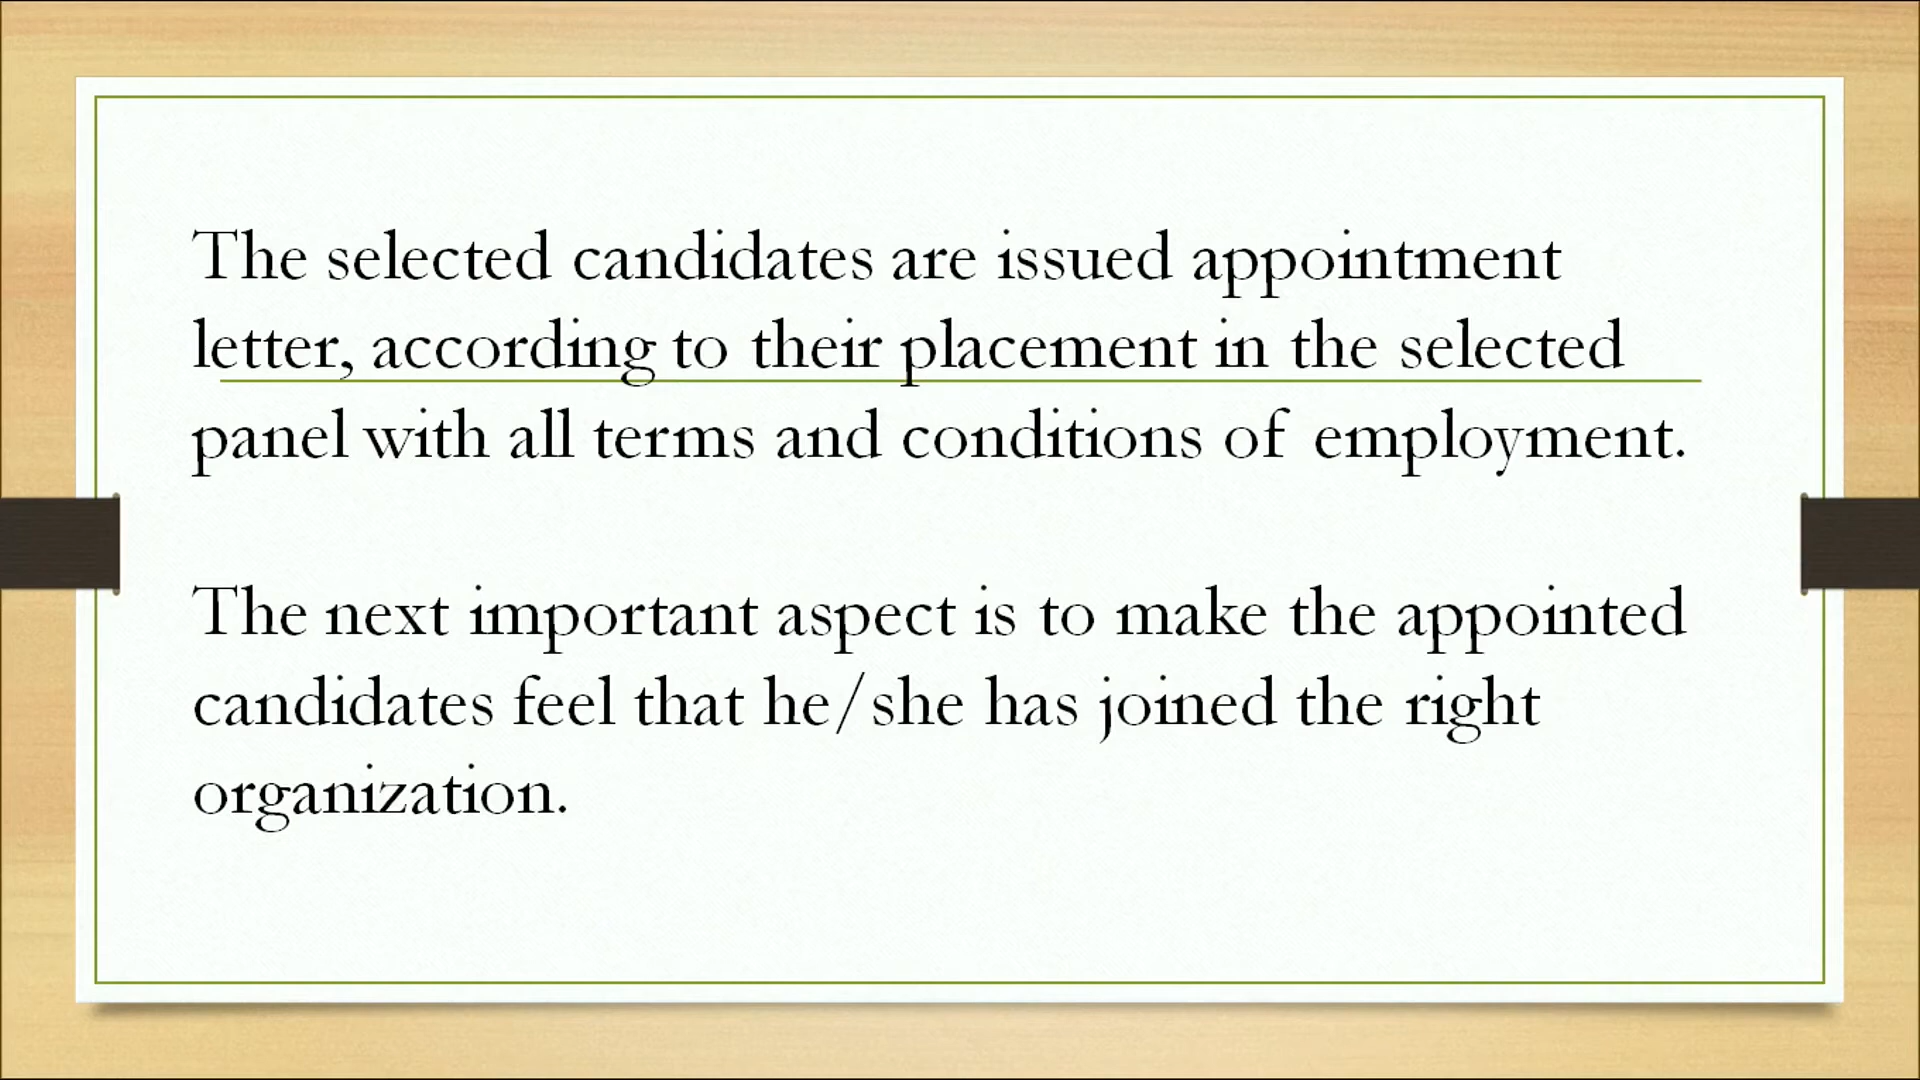 The selected candidates are issued appointment
letter, according to their placement in the selected
panel with all terms and conditions of employment.
The next important aspect is to make the appointed
candidates feel that he/she has joined the right
organization.